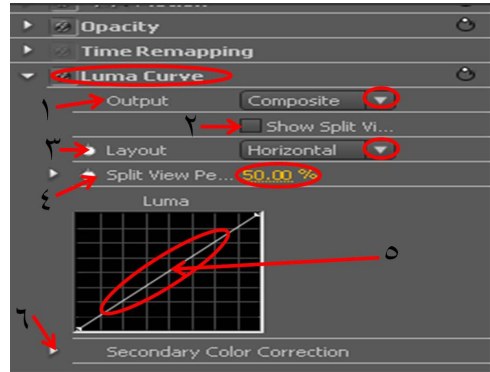 Opacity
Time Remapping
Luma Curve
١ Output Composite
٢ Show Split Vi...
٣ Layout Horizontal
٤ Split View Pe... 50.00 %
Luma
٥
٦
Secondary Color Correction